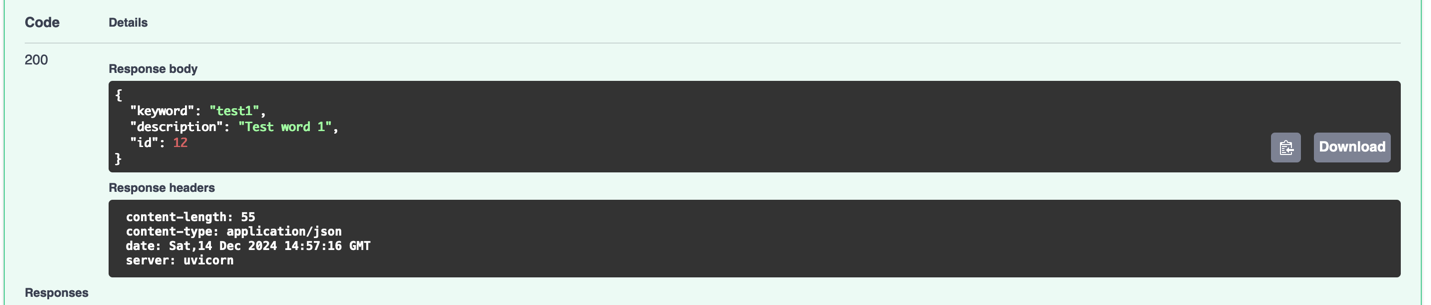 Code Details
200
Response body
{
  "keyword": "test1",
  "description": "Test word 1",
  "id": 12
}
Download
Response headers
content-length: 55
content-type: application/json
date: Sat,14 Dec 2024 14:57:16 GMT
server: uvicorn
Responses